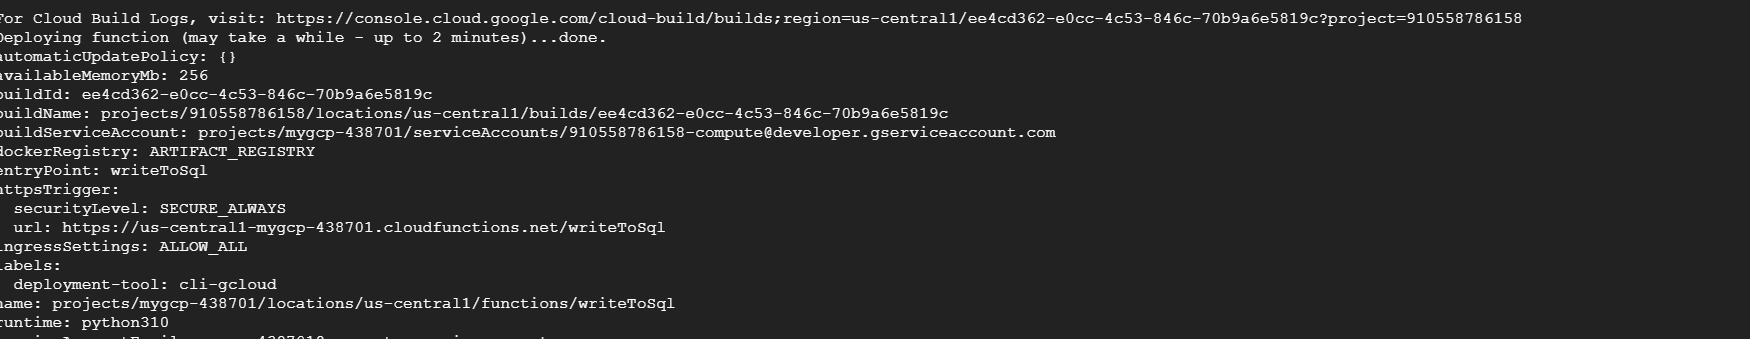 For Cloud Build Logs, visit: https://console.cloud.google.com/cloud-build/builds;region=us-central1/ee4cd362-e0cc-4c53-846c-70b9a6e5819c?project=910558786158
Deploying function (may take a while - up to 2 minutes)...done.
automaticUpdatePolicy: {}
availableMemoryMb: 256
buildId: ee4cd362-e0cc-4c53-846c-70b9a6e5819c
buildName: projects/910558786158/locations/us-central1/builds/ee4cd362-e0cc-4c53-846c-70b9a6e5819c
buildServiceAccount: projects/mygcp-438701/serviceAccounts/910558786158-compute@developer.gserviceaccount.com
dockerRegistry: ARTIFACT_REGISTRY
entryPoint: writeToSql
httpsTrigger:
securityLevel: SECURE_ALWAYS
url: https://us-central1-mygcp-438701.cloudfunctions.net/writeToSql
ingressSettings: ALLOW_ALL
labels:
deployment-tool: cli-gcloud
name: projects/mygcp-438701/locations/us-central1/functions/writeToSql
runtime: python310